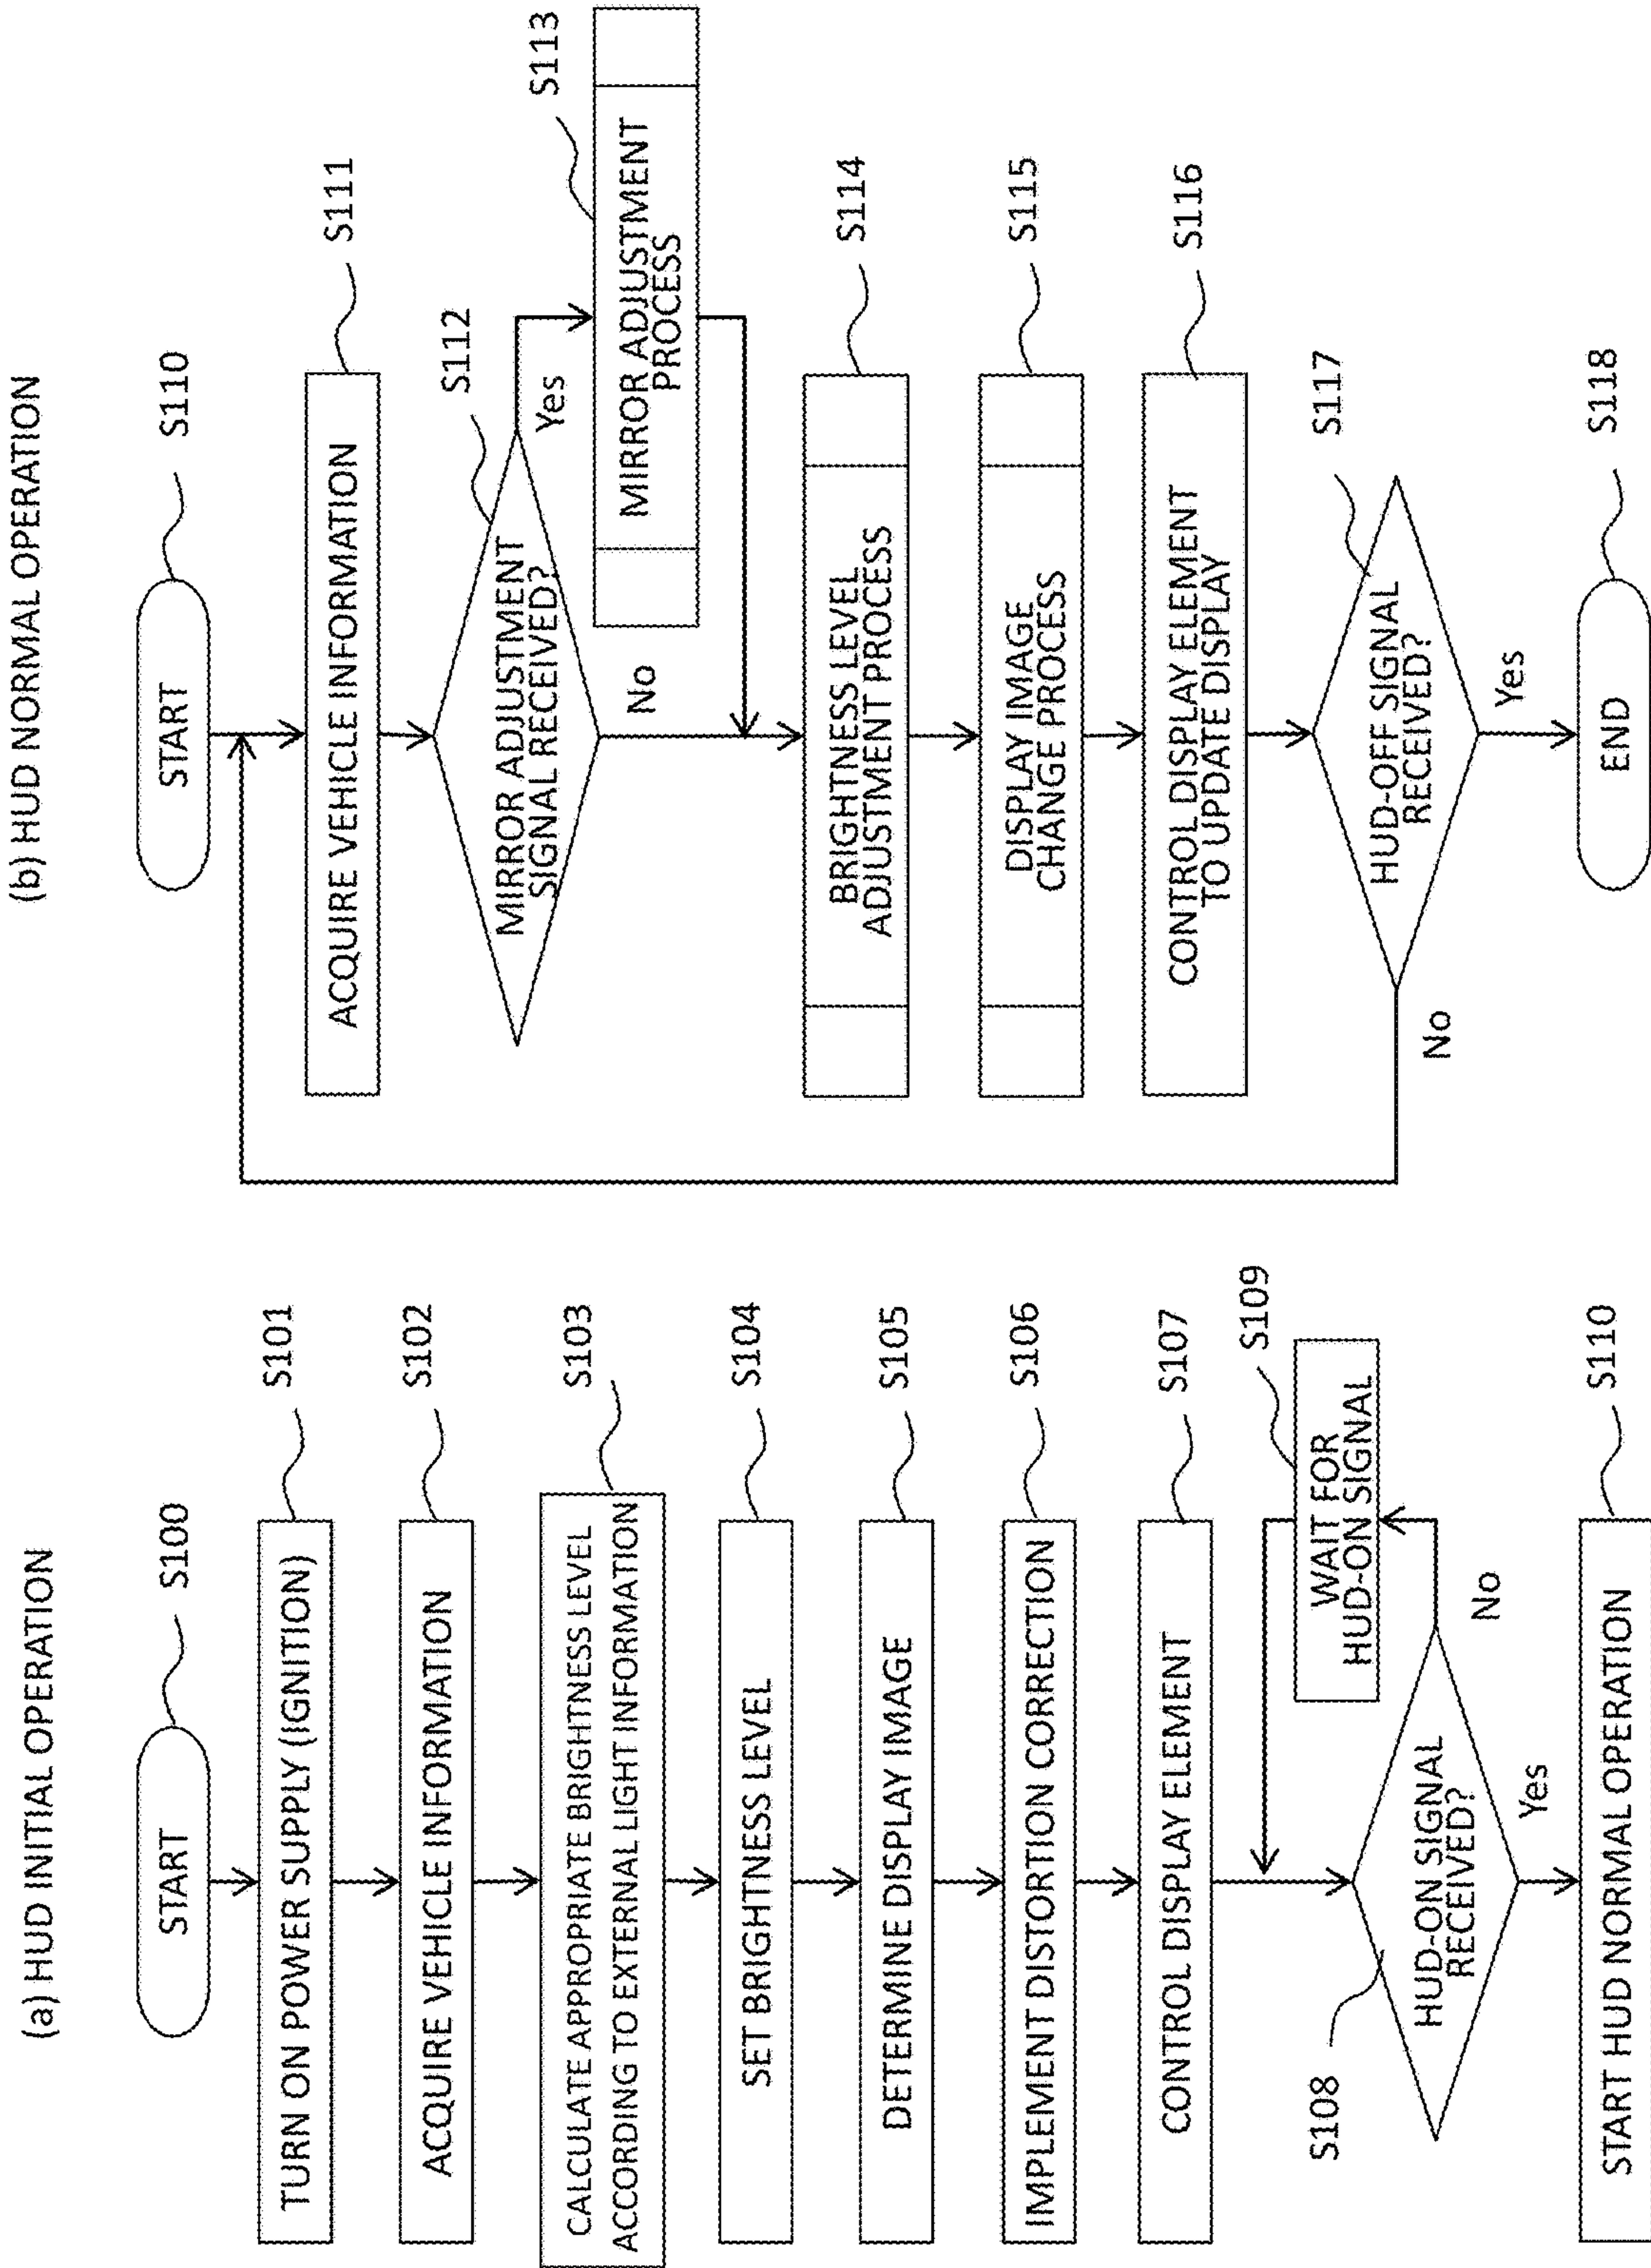 (a) HUD INITIAL OPERATION
START
S100
TURN ON POWER SUPPLY (IGNITION)
S101
ACQUIRE VEHICLE INFORMATION
S102
CALCULATE APPROPRIATE BRIGHTNESS LEVEL
ACCORDING TO EXTERNAL LIGHT INFORMATION
S103
SET BRIGHTNESS LEVEL
S104
DETERMINE DISPLAY IMAGE
S105
IMPLEMENT DISTORTION CORRECTION
S106
CONTROL DISPLAY ELEMENT
S107
S108
HUD-ON SIGNAL
RECEIVED?
No
WAIT FOR
HUD-ON SIGNAL
S109
Yes
START HUD NORMAL OPERATION
S110
(b) HUD NORMAL OPERATION
START
S110
ACQUIRE VEHICLE INFORMATION
S111
MIRROR ADJUSTMENT
SIGNAL RECEIVED?
S112
Yes
No
MIRROR ADJUSTMENT
PROCESS
S113
BRIGHTNESS LEVEL
ADJUSTMENT PROCESS
S114
DISPLAY IMAGE
CHANGE PROCESS
S115
CONTROL DISPLAY ELEMENT
TO UPDATE DISPLAY
S116
HUD-OFF SIGNAL
RECEIVED?
S117
No
Yes
END
S118